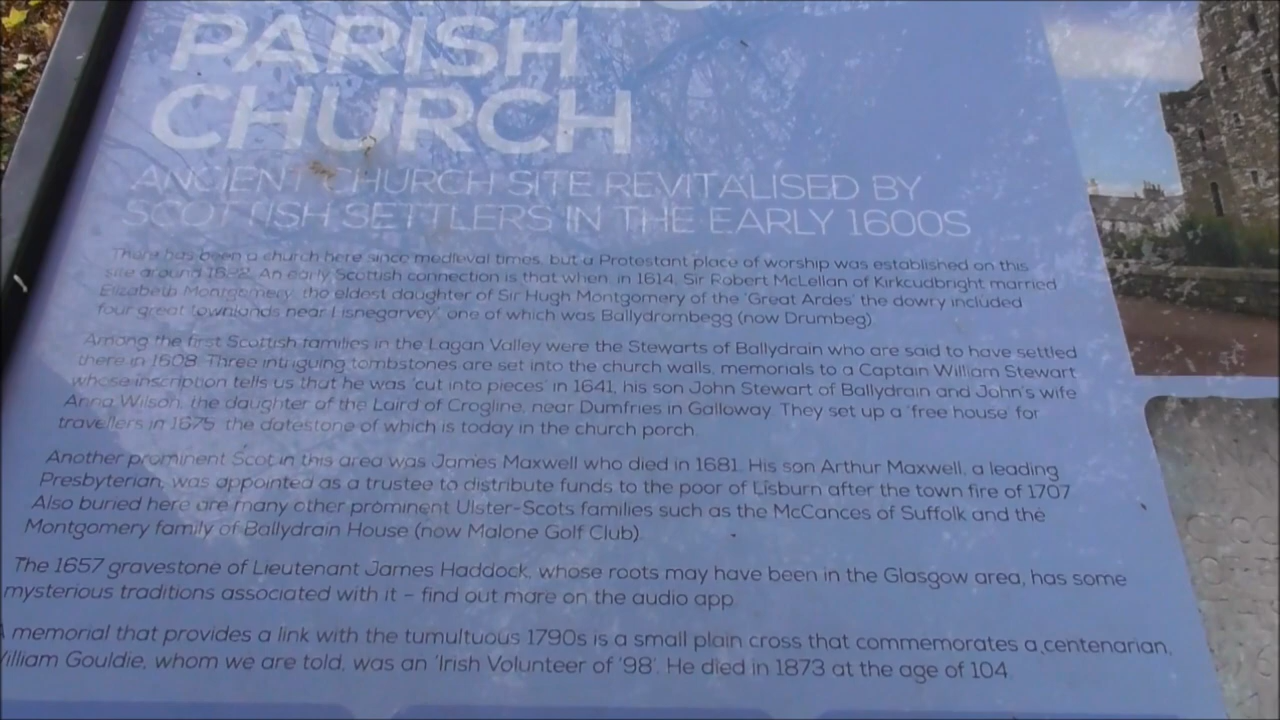 PARISH
CHURCH
ANCIENT CHURCH SITE REVITALISED BY
SCOTTISH SETTLERS IN THE EARLY 1600S
There has been a church here since medieval times, but a Protestant place of worship was established on this
site around An early Scottish connection is that when, in 1614, Sir Robert McLellan of Kirkcudbright married
Elizabeth Montgomery, the eldest daughter of Sir Hugh Montgomery of the 'Great Ardes' the dowry included
four great townlands near Lisnegarvey', one of which was Ballydrombegg (now Drumbeg)
Among the first Scottish families in the Lagan Valley were the Stewarts of Ballydrain who are said to have settled
there in 1608. Three intriguing tombstones are set into the church walls, memorials to a Captain William Stewart
whose inscription tells us that he was 'cut into pieces' in 1641, his son John Stewart of Ballydrain and John's wife
Anna Wilson, the daughter of the Laird of Crogline, near Dumfries in Galloway. They set up a 'free house' for
travellers in 1675, the datestone of which is today in the church porch.
Another prominent Scot in this area was James Maxwell who died in 1681. His son Arthur Maxwell, a leading
Presbyterian, was appointed as a trustee to distribute funds to the poor of Lisburn after the town fire of 1707
Also buried here are many other prominent Ulster-Scots families such as the McCances of Suffolk and the
Montgomery family of Ballydrain House (now Malone Golf Club).
The 1657 gravestone of Lieutenant James Haddock, whose roots may have been in the Glasgow area, has some
mysterious traditions associated with it – find out more on the audio app
A memorial that provides a link with the tumultuous 1790s is a small plain cross that commemorates a centenarian,
William Gouldie, whom we are told, was an 'Irish Volunteer of '98'. He died in 1873 at the age of 104.